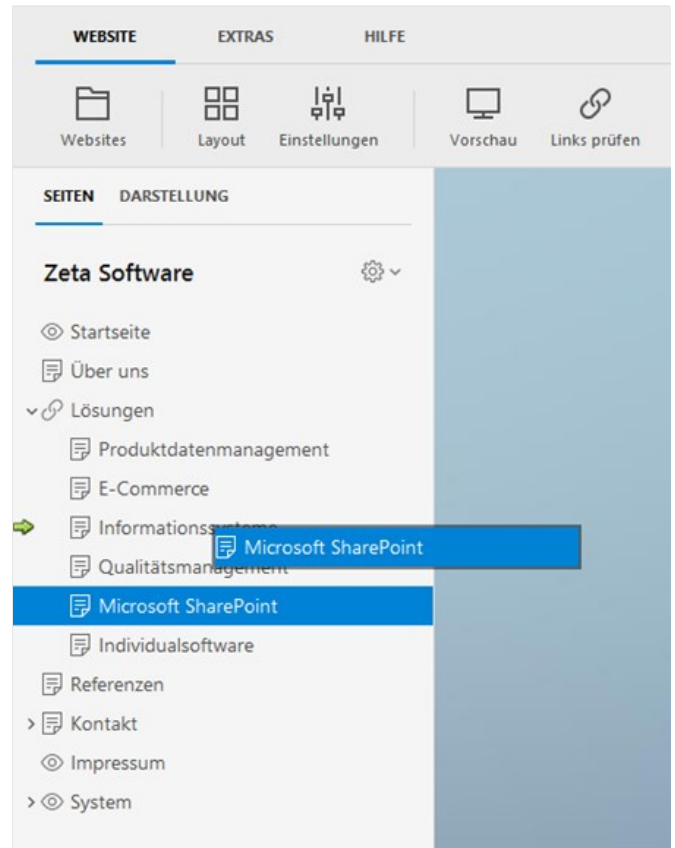 WEBSITE EXTRAS HILFE
Websites Layout Einstellungen Vorschau Links prüfen
SEITEN DARSTELLUNG
Zeta Software
Startseite
Über uns
Lösungen
Produktdatenmanagement
E-Commerce
Informationssysteme
Microsoft SharePoint
Qualitätsmanagement
Microsoft SharePoint
Individualsoftware
Referenzen
Kontakt
Impressum
System